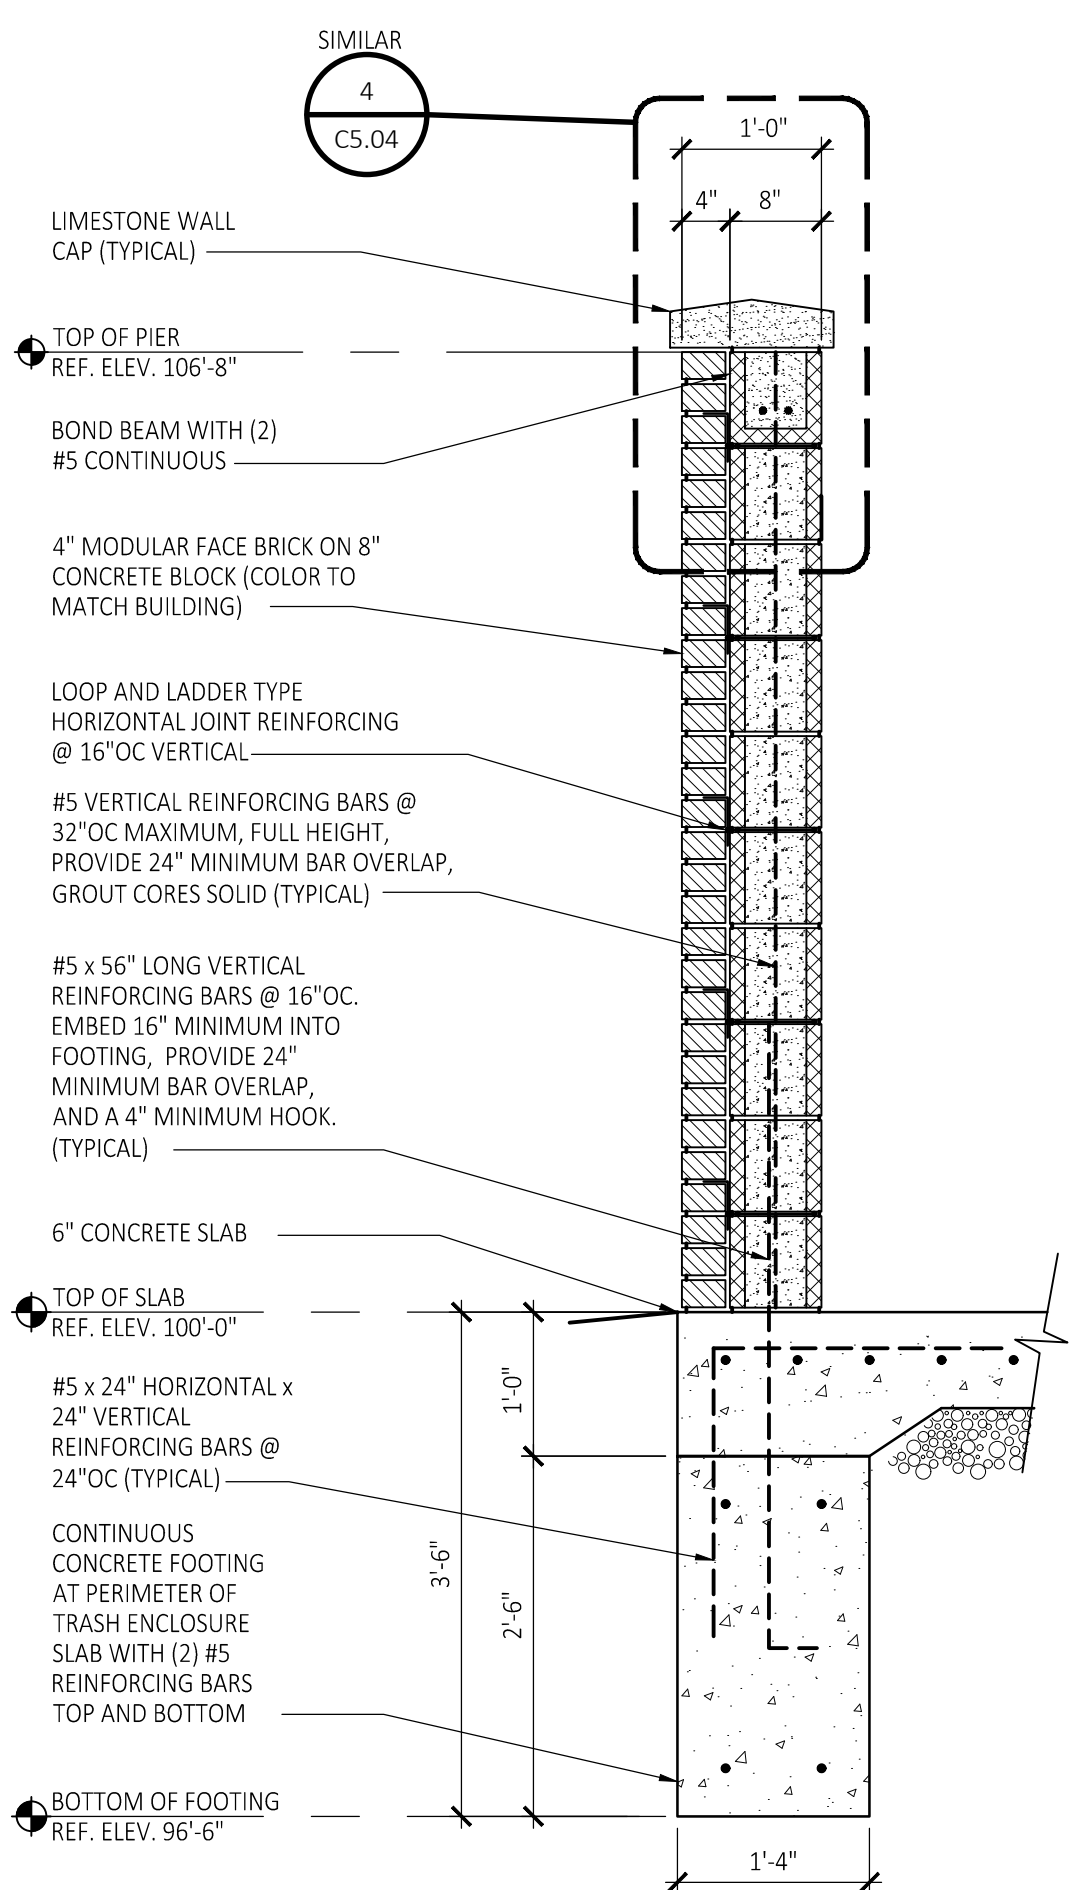 SIMILAR
4
C5.04
1'-0"
4"
8"
LIMESTONE WALL
CAP (TYPICAL)
TOP OF PIER
REF. ELEV. 106'-8"
BOND BEAM WITH (2)
#5 CONTINUOUS
4" MODULAR FACE BRICK ON 8"
CONCRETE BLOCK (COLOR TO
MATCH BUILDING)
LOOP AND LADDER TYPE
HORIZONTAL JOINT REINFORCING
@ 16"OC VERTICAL
#5 VERTICAL REINFORCING BARS @
32"OC MAXIMUM, FULL HEIGHT,
PROVIDE 24" MINIMUM BAR OVERLAP,
GROUT CORES SOLID (TYPICAL)
#5 x 56" LONG VERTICAL
REINFORCING BARS @ 16"OC.
EMBED 16" MINIMUM INTO
FOOTING, PROVIDE 24"
MINIMUM BAR OVERLAP,
AND A 4" MINIMUM HOOK.
(TYPICAL)
6" CONCRETE SLAB
TOP OF SLAB
REF. ELEV. 100'-0"
#5 x 24" HORIZONTAL x
24" VERTICAL
REINFORCING BARS @
24"OC (TYPICAL)
1'-0"
CONTINUOUS
CONCRETE FOOTING
AT PERIMETER OF
TRASH ENCLOSURE
SLAB WITH (2) #5
REINFORCING BARS
TOP AND BOTTOM
3'-6"
2'-6"
BOTTOM OF FOOTING
REF. ELEV. 96'-6"
1'-4"